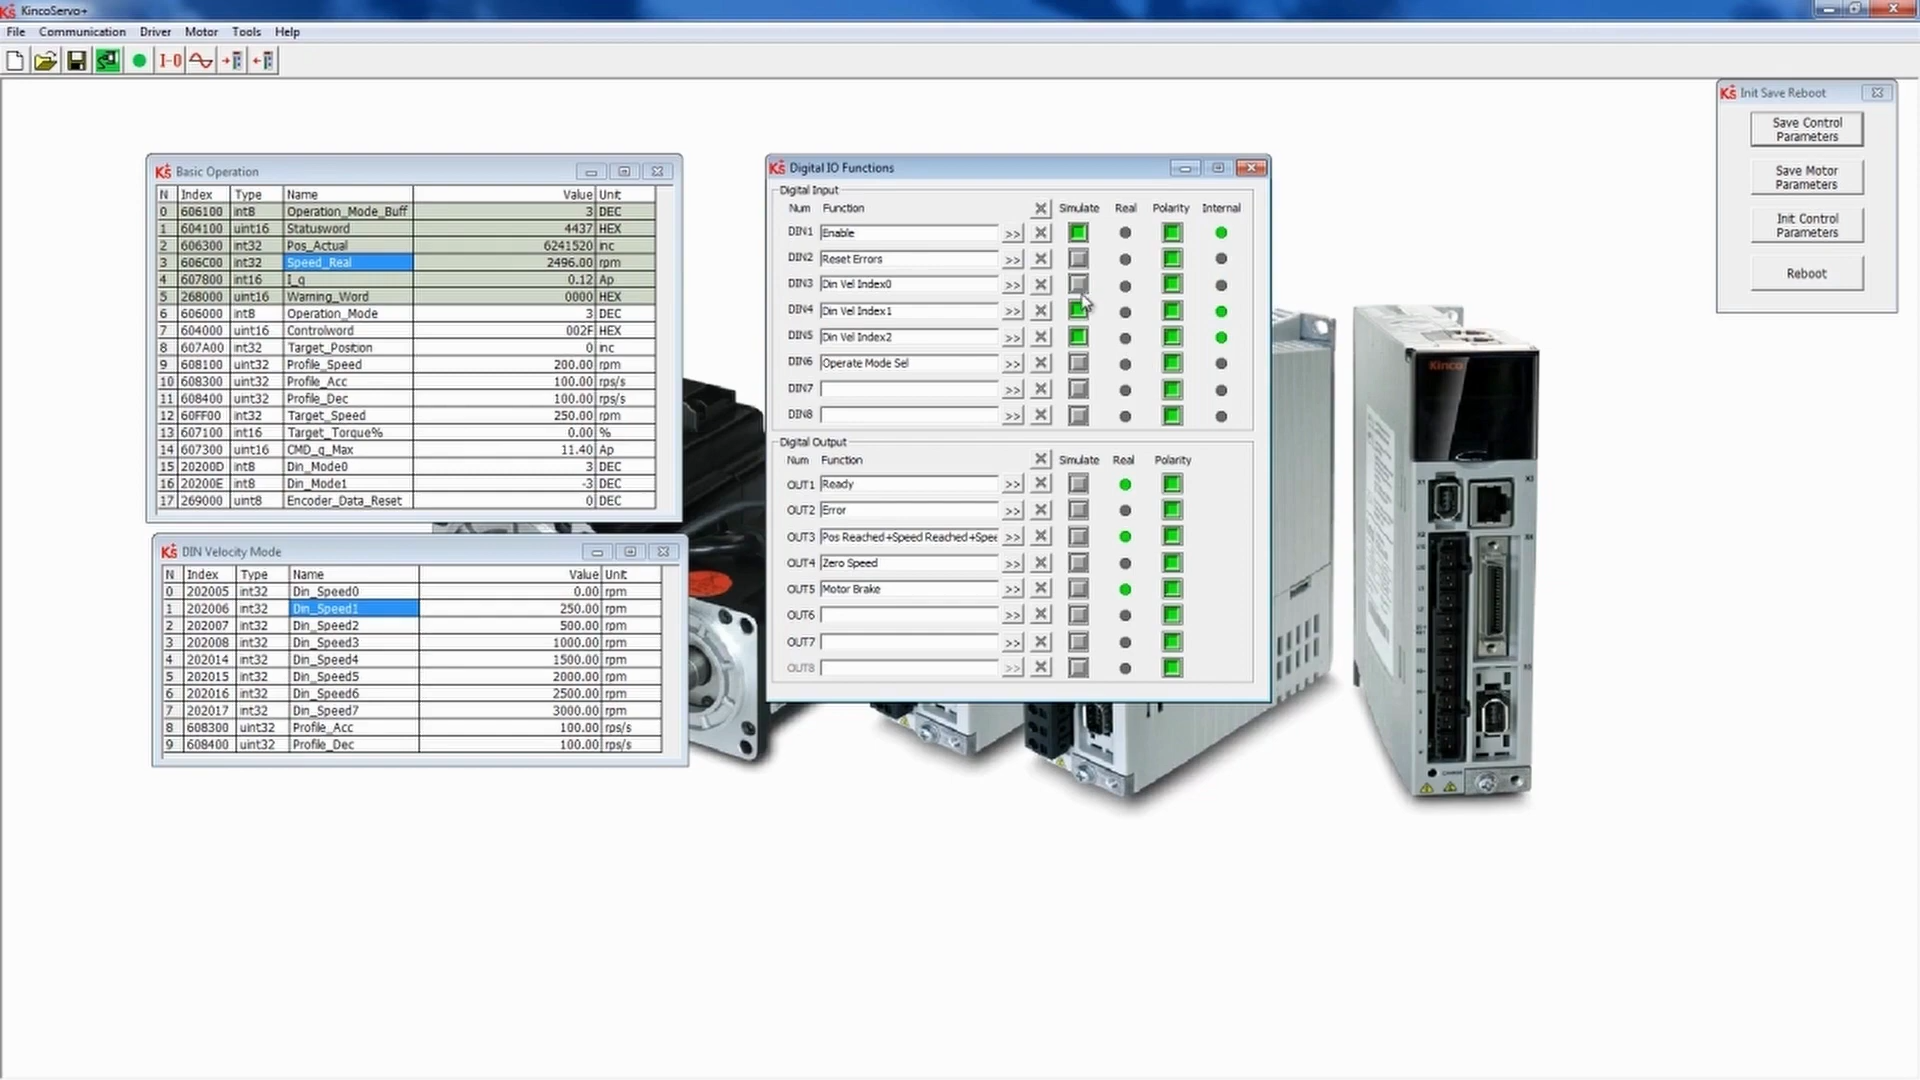 KincoServo+
File Communication Driver Motor Tools Help
I-O
Init Save Reboot
Save Control Parameters
Save Motor Parameters
Init Control Parameters
Reboot
Basic Operation
N Index Type Name Value Unit
0 606100 int8 Operation_Mode_Buff 3 DEC
1 604100 uint16 Statusword 4437 HEX
2 606300 int32 Pos_Actual 6241520 inc
3 606C00 int32 Speed_Real 2496.00 rpm
4 607800 int16 I_q 0.12 Ap
5 268000 uint16 Warning_Word 0000 HEX
6 606000 int8 Operation_Mode 3 DEC
7 604000 uint16 Controlword 002F HEX
8 607A00 int32 Target_Position 0 inc
9 608100 uint32 Profile_Speed 200.00 rpm
10 608300 uint32 Profile_Acc 100.00 rps/s
11 608400 uint32 Profile_Dec 100.00 rps/s
12 60FF00 int32 Target_Speed 250.00 rpm
13 607100 int16 Target_Torque% 0.00 %
14 607300 uint16 CMD_q_Max 11.40 Ap
15 20200D int8 Din_Mode0 3 DEC
16 20200E int8 Din_Mode1 -3 DEC
17 269000 uint8 Encoder_Data_Reset 0 DEC
DIN Velocity Mode
N Index Type Name Value Unit
0 202005 int32 Din_Speed0 0.00 rpm
1 202006 int32 Din_Speed1 250.00 rpm
2 202007 int32 Din_Speed2 500.00 rpm
3 202008 int32 Din_Speed3 1000.00 rpm
4 202014 int32 Din_Speed4 1500.00 rpm
5 202015 int32 Din_Speed5 2000.00 rpm
6 202016 int32 Din_Speed6 2500.00 rpm
7 202017 int32 Din_Speed7 3000.00 rpm
8 608300 uint32 Profile_Acc 100.00 rps/s
9 608400 uint32 Profile_Dec 100.00 rps/s
Digital IO Functions
Digital Input
Num Function Simulate Real Polarity Internal
DIN1 Enable >>
DIN2 Reset Errors >>
DIN3 Din Vel Index0 >>
DIN4 Din Vel Index1 >>
DIN5 Din Vel Index2 >>
DIN6 Operate Mode Sel >>
DIN7 >>
DIN8 >>
Digital Output
Num Function Simulate Real Polarity
OUT1 Ready >>
OUT2 Error >>
OUT3 Pos Reached+Speed Reached+Spee >>
OUT4 Zero Speed >>
OUT5 Motor Brake >>
OUT6 >>
OUT7 >>
OUT8 >>
Kinco